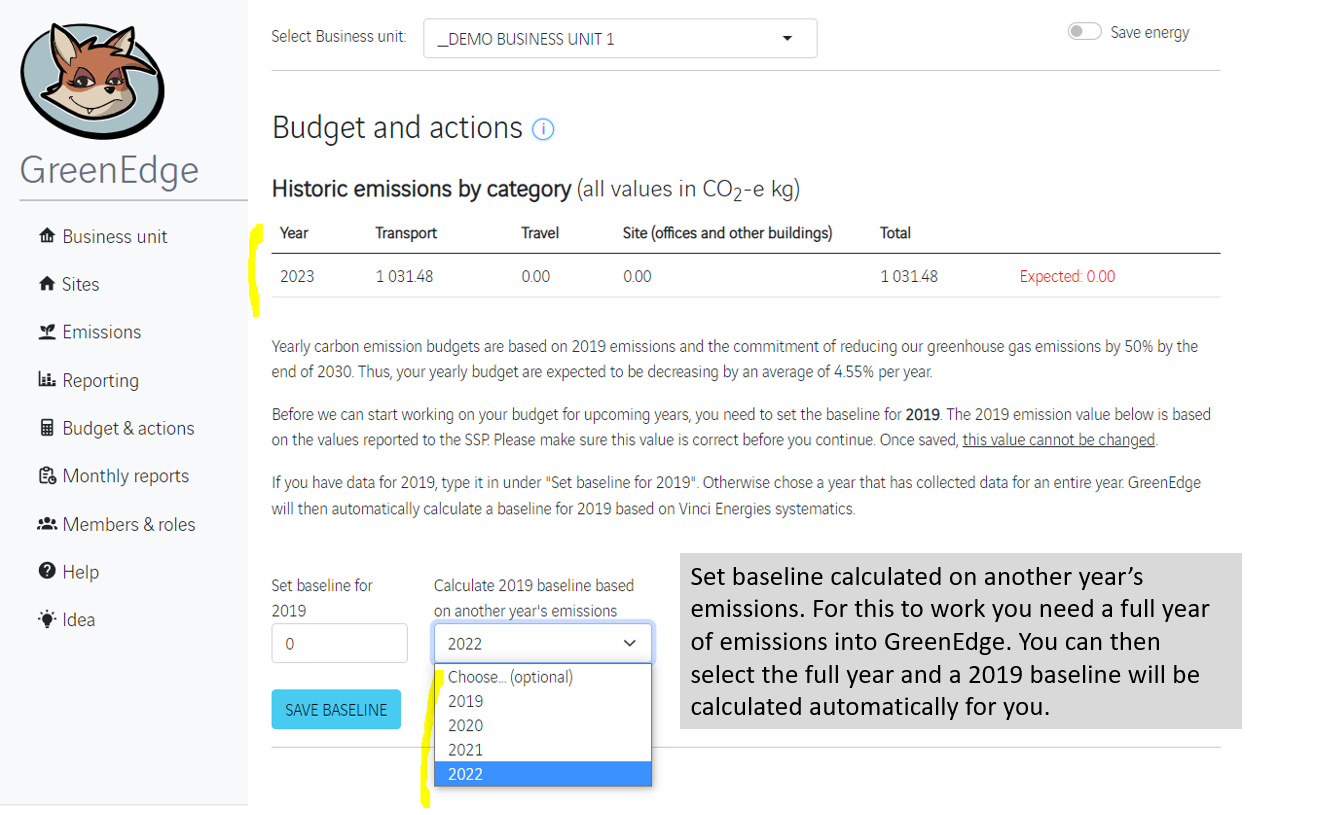 Select Business unit: __DEMO BUSINESS UNIT 1
Save energy
GreenEdge
Business unit
Sites
Emissions
Reporting
Budget & actions
Monthly reports
Members & roles
Help
Idea
Budget and actions i
Historic emissions by category (all values in CO2-e kg)
Year Transport Travel Site (offices and other buildings) Total
2023 1 031.48 0.00 0.00 1 031.48 Expected: 0.00
Yearly carbon emission budgets are based on 2019 emissions and the commitment of reducing our greenhouse gas emissions by 50% by the
end of 2030. Thus, your yearly budget are expected to be decreasing by an average of 4.55% per year.
Before we can start working on your budget for upcoming years, you need to set the baseline for 2019. The 2019 emission value below is based
on the values reported to the SSP. Please make sure this value is correct before you continue. Once saved, this value cannot be changed.
If you have data for 2019, type it in under "Set baseline for 2019". Otherwise chose a year that has collected data for an entire year. GreenEdge
will then automatically calculate a baseline for 2019 based on Vinci Energies systematics.
Set baseline for
2019
0
SAVE BASELINE
Calculate 2019 baseline based
on another year's emissions
2022
Choose... (optional)
2019
2020
2021
2022
Set baseline calculated on another year’s
emissions. For this to work you need a full year
of emissions into GreenEdge. You can then
select the full year and a 2019 baseline will be
calculated automatically for you.